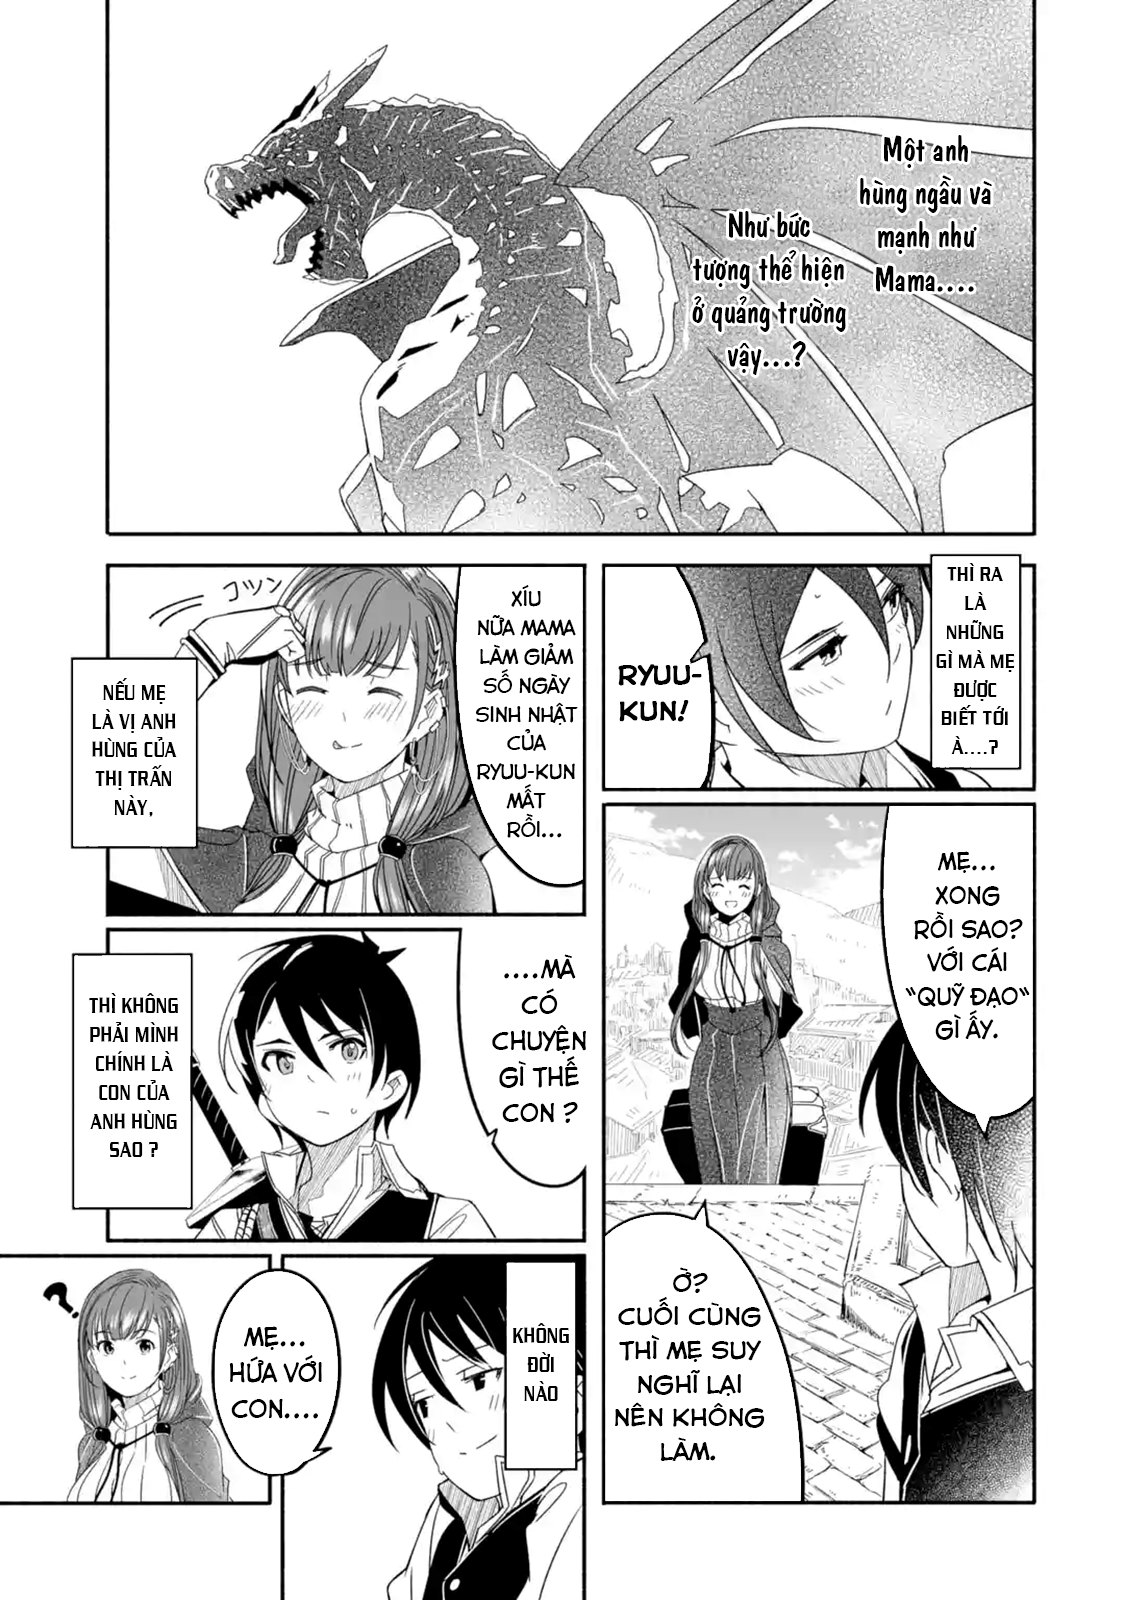 Một anh
hùng ngầu và
mạnh như
Mama....
Như bức
tượng thể hiện
ở quảng trường
vậy...?
THÌ RA
LÀ
NHỮNG
GÌ MÀ MẸ
ĐƯỢC
BIẾT TỚI
À....?
RYUU-
KUN!
XÍU
NỮA MAMA
LÀM GIẢM
SỐ NGÀY
SINH NHẬT
CỦA
RYUU-KUN
MẤT
RỒI...
コツン
NẾU MẸ
LÀ VỊ ANH
HÙNG CỦA
THỊ TRẤN
NÀY,
MẸ...
XONG
RỒI SAO?
VỚI CÁI
“QUỸ ĐẠO“
GÌ ẤY.
Ờ?
CUỐI CÙNG
THÌ MẸ SUY
NGHĨ LẠI
NÊN KHÔNG
LÀM.
....MÀ
CÓ
CHUYỆN
GÌ THẾ
CON ?
THÌ KHÔNG
PHẢI MÌNH
CHÍNH LÀ
CON CỦA
ANH HÙNG
SAO ?
KHÔNG
ĐỜI
NÀO
MẸ...
HỨA VỚI
CON....
?